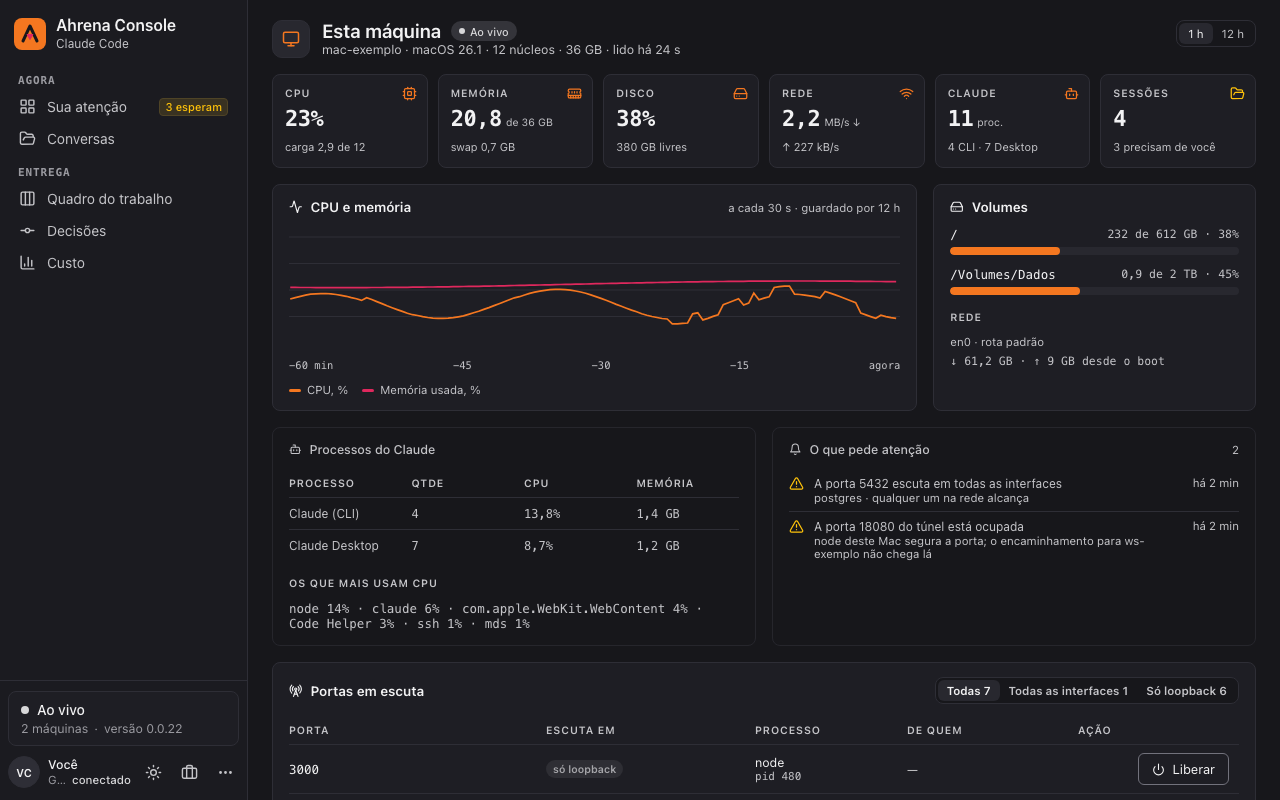 Ahrena Console
Claude Code
AGORA
Sua atenção
3 esperam
Conversas
ENTREGA
Quadro do trabalho
Decisões
Custo
Ao vivo
2 máquinas · versão 0.0.22
VC
Você
G... conectado
Esta máquina
Ao vivo
mac-exemplo · macOS 26.1 · 12 núcleos · 36 GB · lido há 24 s
1 h
12 h
CPU
23%
carga 2,9 de 12
MEMÓRIA
20,8 de 36 GB
swap 0,7 GB
DISCO
38%
380 GB livres
REDE
2,2 MB/s ↓
↑ 227 kB/s
CLAUDE
11 proc.
4 CLI · 7 Desktop
SESSÕES
4
3 precisam de você
CPU e memória
a cada 30 s · guardado por 12 h
−60 min
−45
−30
−15
agora
CPU, %
Memória usada, %
Volumes
/
232 de 612 GB · 38%
/Volumes/Dados
0,9 de 2 TB · 45%
REDE
en0 · rota padrão
↓ 61,2 GB · ↑ 9 GB desde o boot
Processos do Claude
PROCESSO QTDE CPU MEMÓRIA
Claude (CLI) 4 13,8% 1,4 GB
Claude Desktop 7 8,7% 1,2 GB
OS QUE MAIS USAM CPU
node 14% · claude 6% · com.apple.WebKit.WebContent 4% ·
Code Helper 3% · ssh 1% · mds 1%
O que pede atenção
2
A porta 5432 escuta em todas as interfaces
há 2 min
postgres · qualquer um na rede alcança
A porta 18080 do túnel está ocupada
há 2 min
node deste Mac segura a porta; o encaminhamento para ws-
exemplo não chega lá
Portas em escuta
Todas 7
Todas as interfaces 1
Só loopback 6
PORTA ESCUTA EM PROCESSO DE QUEM AÇÃO
3000
só loopback
node
pid 480
—
Liberar